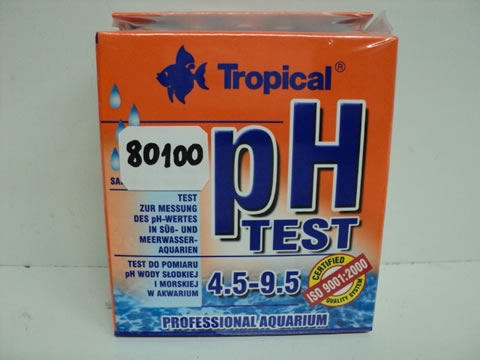 Tropical®
80100
pH
TEST
TEST
ZUR MESSUNG
DES pH-WERTES
IN SÜß- UND
MEERWASSER-
AQUARIEN
TEST DO POMIARU
pH WODY SŁODKIEJ
I MORSKIEJ
W AKWARIUM
4.5-9.5
CERTIFIED
ISO 9001:2000
QUALITY SYSTEM
PROFESSIONAL AQUARIUM